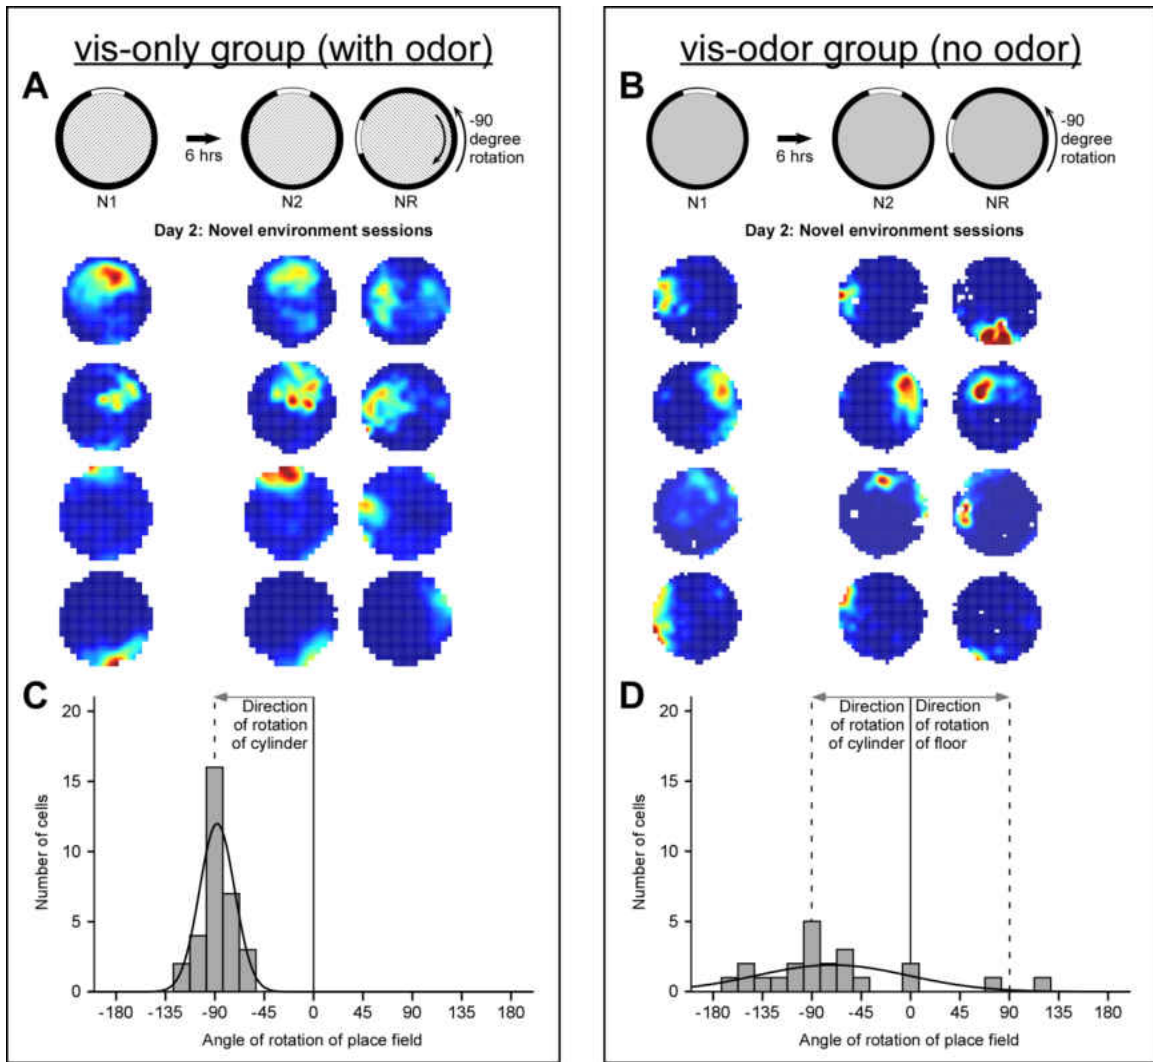 vis-only group (with odor)
A
-90
degree
rotation
6 hrs
N1
N2
NR
Day 2: Novel environment sessions
C
20
15
10
5
0
Number of cells
Direction
of rotation
of cylinder
-180 -135 -90 -45 0 45 90 135 180
Angle of rotation of place field
vis-odor group (no odor)
B
-90
degree
rotation
6 hrs
N1
N2
NR
Day 2: Novel environment sessions
D
20
15
10
5
0
Number of cells
Direction
of rotation
of cylinder
Direction
of rotation
of floor
-180 -135 -90 -45 0 45 90 135 180
Angle of rotation of place field